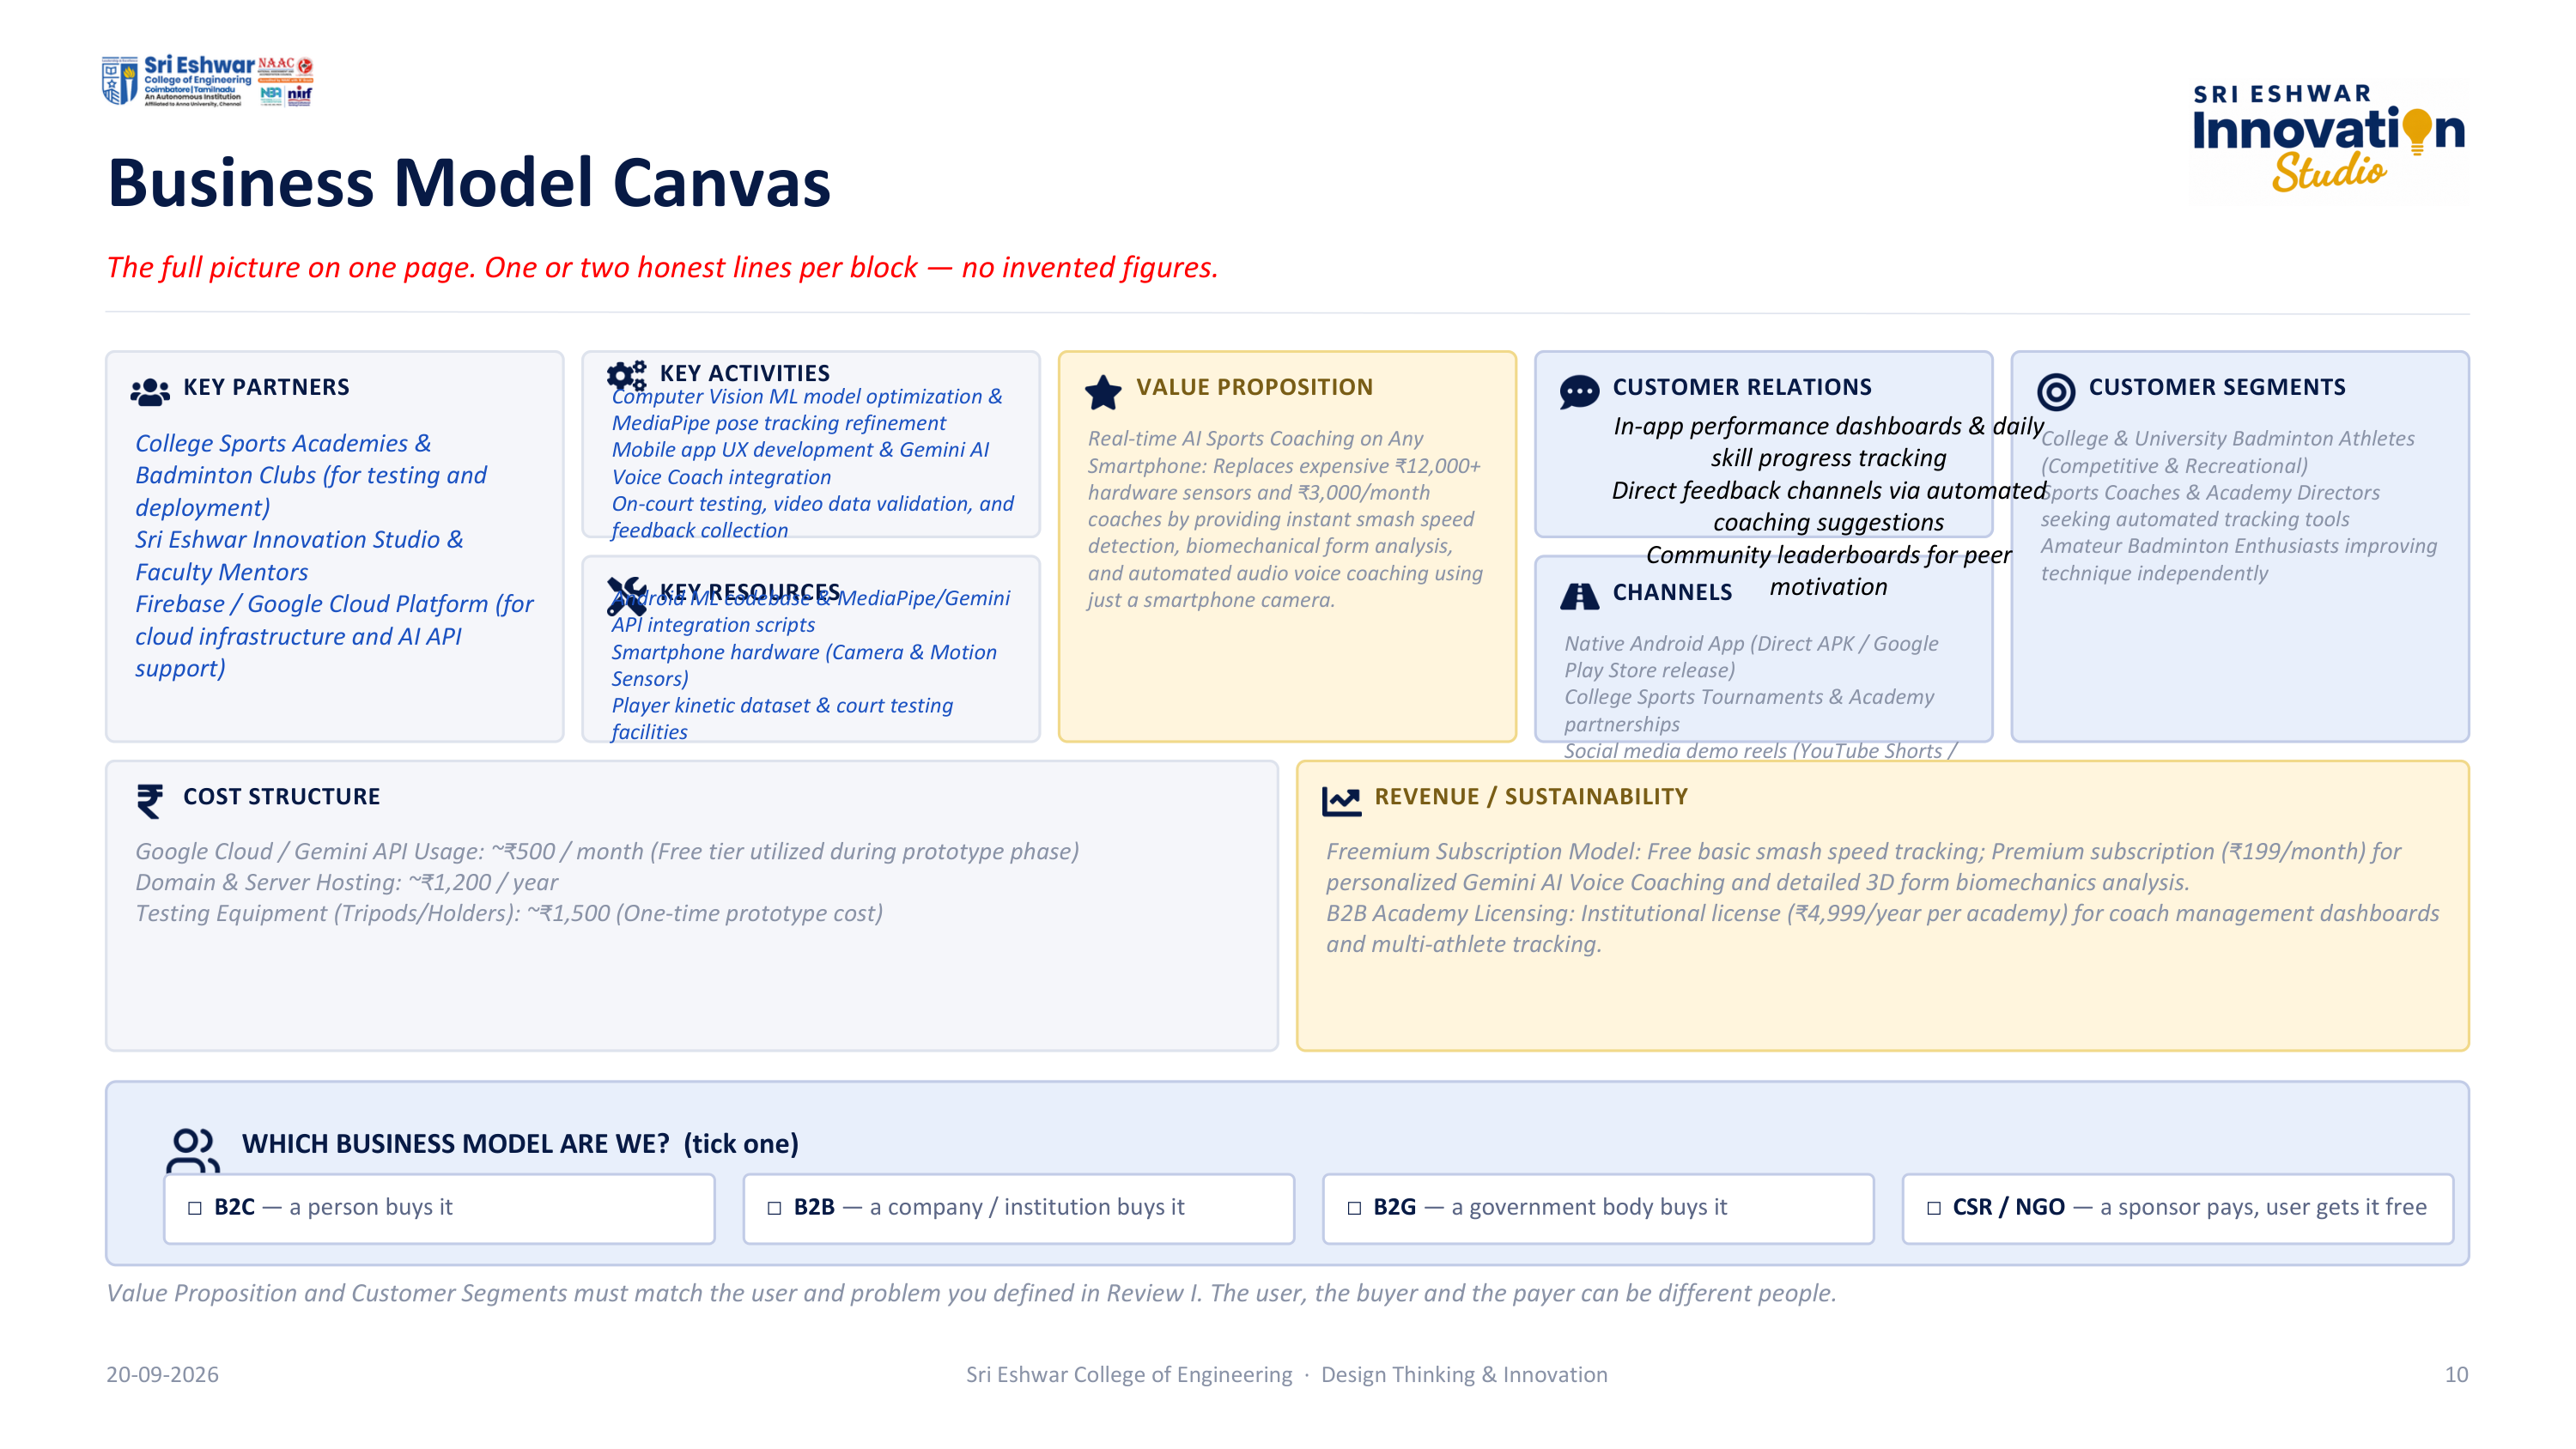 Sri Eshwar
College of Engineering
Coimbatore | Tamilnadu
An Autonomous Institution
Affiliated to Anna University, Chennai
NAAC
NBA
nirf
SRI ESHWAR
Innovation
Studio
Business Model Canvas
The full picture on one page. One or two honest lines per block — no invented figures.
KEY PARTNERS
College Sports Academies &
Badminton Clubs (for testing and
deployment)
Sri Eshwar Innovation Studio &
Faculty Mentors
Firebase / Google Cloud Platform (for
cloud infrastructure and AI API
support)
KEY ACTIVITIES
Computer Vision ML model optimization &
MediaPipe pose tracking refinement
Mobile app UX development & Gemini AI
Voice Coach integration
On-court testing, video data validation, and
feedback collection
KEY RESOURCES
Android ML codebase & MediaPipe/Gemini
API integration scripts
Smartphone hardware (Camera & Motion
Sensors)
Player kinetic dataset & court testing
facilities
VALUE PROPOSITION
Real-time AI Sports Coaching on Any
Smartphone: Replaces expensive ₹12,000+
hardware sensors and ₹3,000/month
coaches by providing instant smash speed
detection, biomechanical form analysis,
and automated audio voice coaching using
just a smartphone camera.
CUSTOMER RELATIONS
In-app performance dashboards & daily
skill progress tracking
Direct feedback channels via automated
coaching suggestions
Community leaderboards for peer
motivation
CHANNELS
Native Android App (Direct APK / Google
Play Store release)
College Sports Tournaments & Academy
partnerships
Social media demo reels (YouTube Shorts /
CUSTOMER SEGMENTS
College & University Badminton Athletes
(Competitive & Recreational)
Sports Coaches & Academy Directors
seeking automated tracking tools
Amateur Badminton Enthusiasts improving
technique independently
COST STRUCTURE
Google Cloud / Gemini API Usage: ~₹500 / month (Free tier utilized during prototype phase)
Domain & Server Hosting: ~₹1,200 / year
Testing Equipment (Tripods/Holders): ~₹1,500 (One-time prototype cost)
REVENUE / SUSTAINABILITY
Freemium Subscription Model: Free basic smash speed tracking; Premium subscription (₹199/month) for
personalized Gemini AI Voice Coaching and detailed 3D form biomechanics analysis.
B2B Academy Licensing: Institutional license (₹4,999/year per academy) for coach management dashboards
and multi-athlete tracking.
WHICH BUSINESS MODEL ARE WE? (tick one)
☐ B2C — a person buys it
☐ B2B — a company / institution buys it
☐ B2G — a government body buys it
☐ CSR / NGO — a sponsor pays, user gets it free
Value Proposition and Customer Segments must match the user and problem you defined in Review I. The user, the buyer and the payer can be different people.
20-09-2026
Sri Eshwar College of Engineering · Design Thinking & Innovation
10